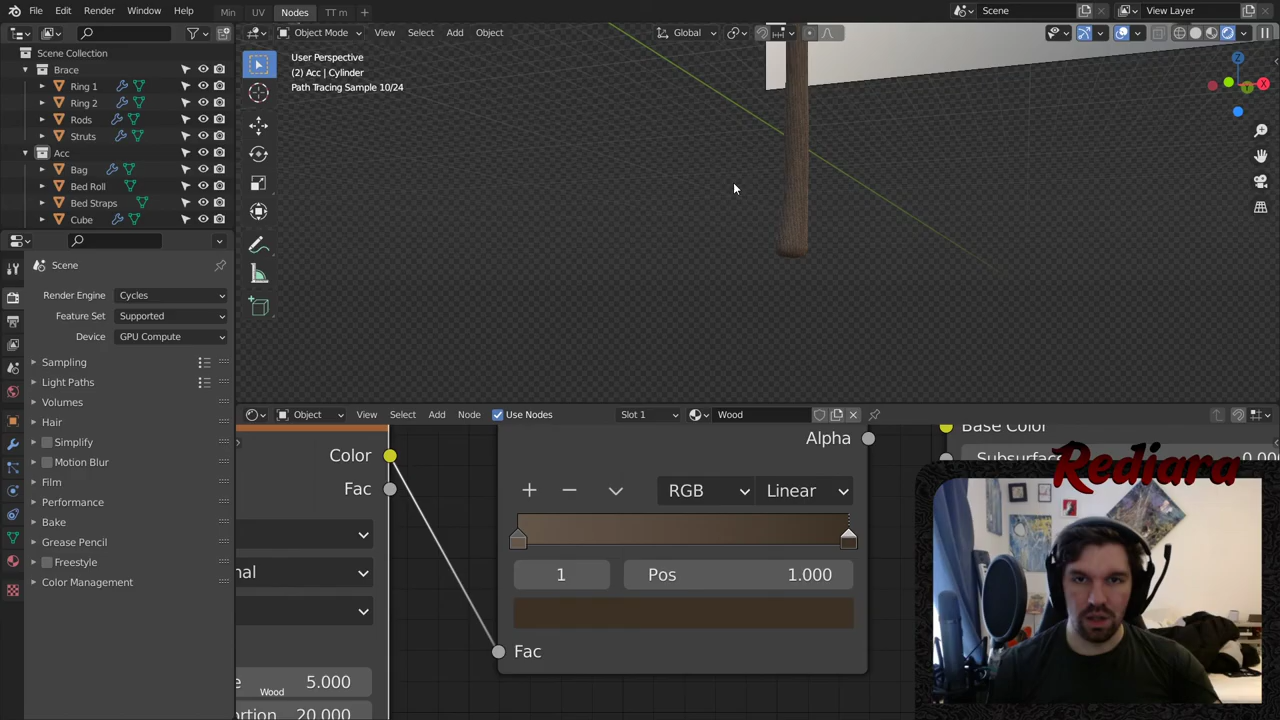 File Edit Render Window Help Min UV Nodes TT m + Scene View Layer
Object Mode View Select Add Object Global
Scene Collection
Brace
Ring 1
Ring 2
Rods
Struts
Acc
Bag
Bed Roll
Bed Straps
Cube
User Perspective
(2) Acc | Cylinder
Path Tracing Sample 10/24
Z
X
Y
Scene
Render Engine Cycles
Feature Set Supported
Device GPU Compute
Sampling
Light Paths
Volumes
Hair
Simplify
Motion Blur
Film
Performance
Bake
Grease Pencil
Freestyle
Color Management
Object View Select Add Node Use Nodes Slot 1 Wood
Color
Fac
nal
e 5.000
ortion 20.000
Wood
Alpha
RGB Linear
1 Pos 1.000
Fac
Base Color
Subsurface 0.000
Rediara